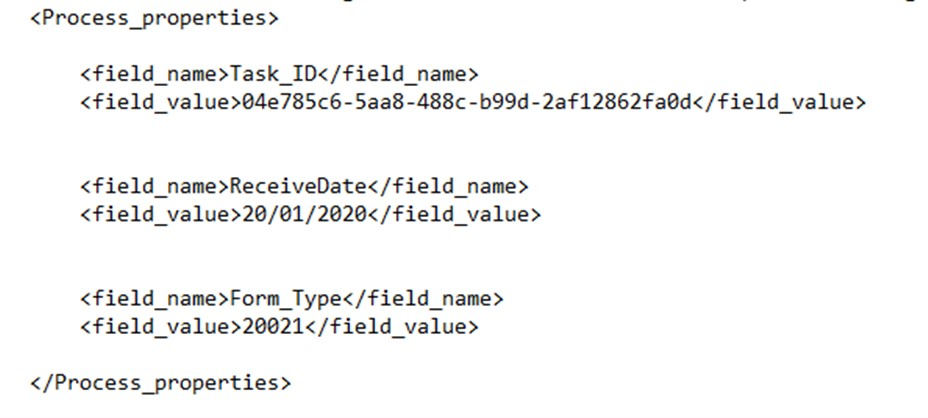 <Process_properties>
<field_name>Task_ID</field_name>
<field_value>04e785c6-5aa8-488c-b99d-2af12862fa0d</field_value>
<field_name>ReceiveDate</field_name>
<field_value>20/01/2020</field_value>
<field_name>Form_Type</field_name>
<field_value>20021</field_value>
</Process_properties>